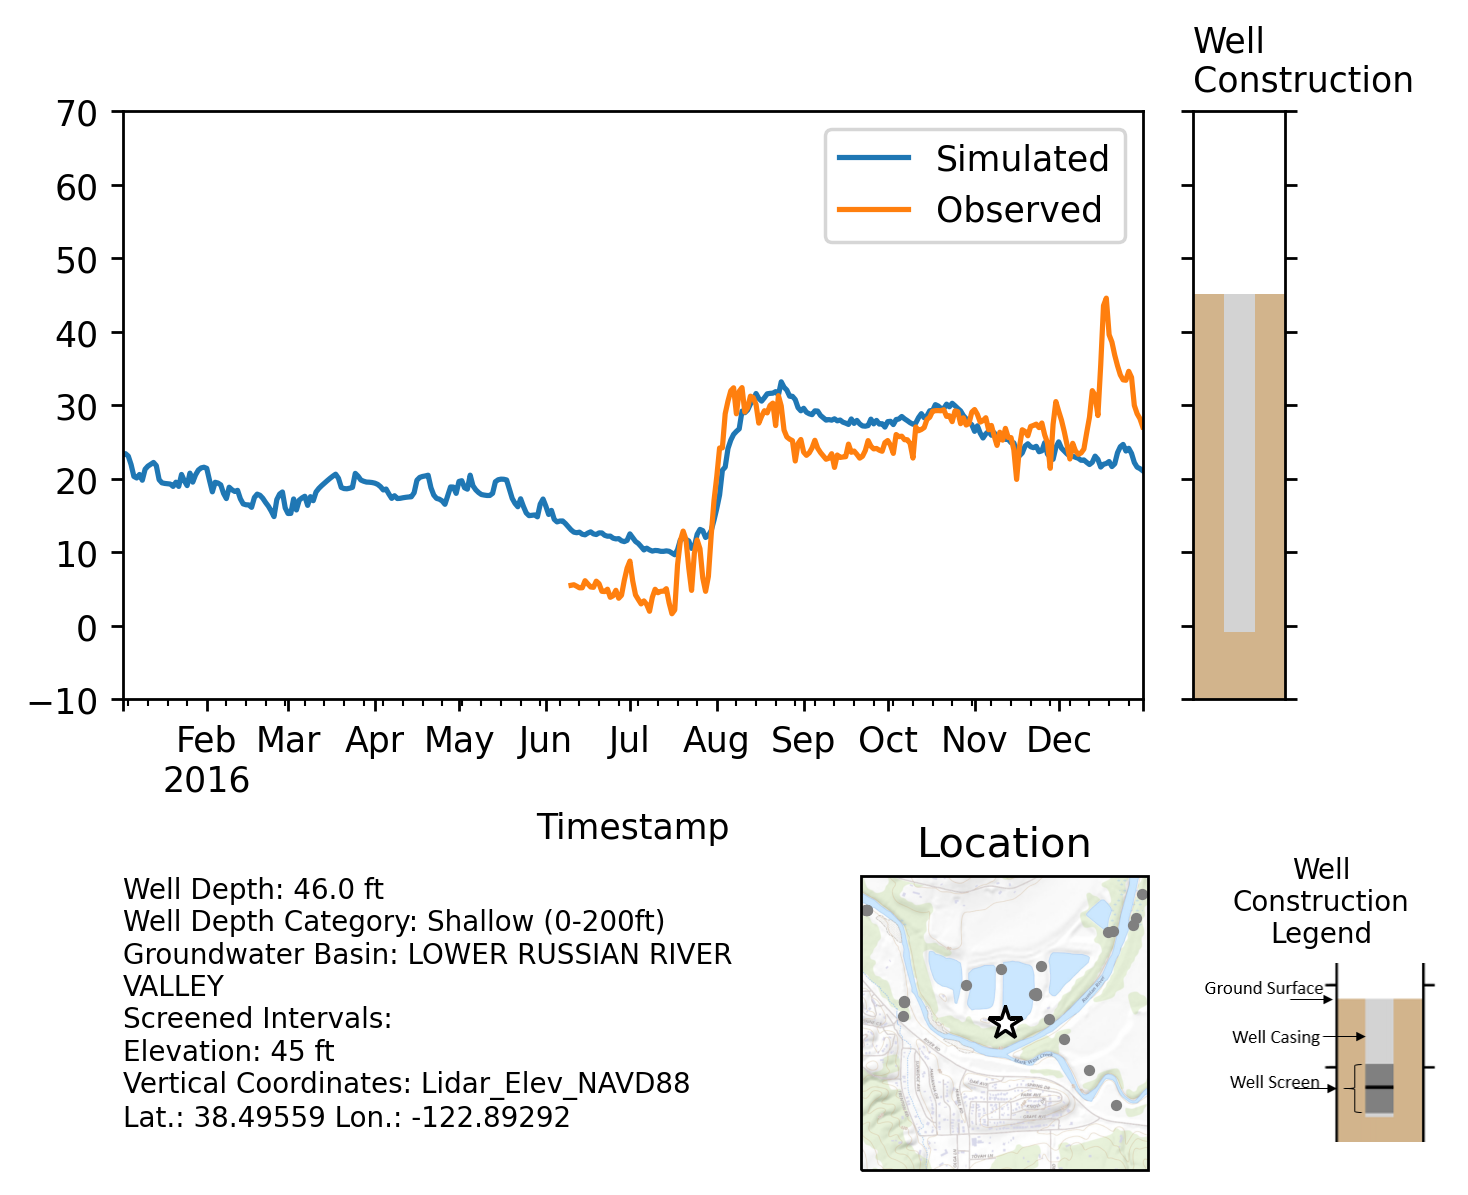 Well
Construction
70
60
50
40
30
20
10
0
−10
Simulated
Observed
Feb Mar Apr May Jun Jul Aug Sep Oct Nov Dec
2016
Timestamp
Well Depth: 46.0 ft
Well Depth Category: Shallow (0-200ft)
Groundwater Basin: LOWER RUSSIAN RIVER
VALLEY
Screened Intervals:
Elevation: 45 ft
Vertical Coordinates: Lidar_Elev_NAVD88
Lat.: 38.49559 Lon.: -122.89292
Location
Well
Construction
Legend
Ground Surface
Well Casing
Well Screen